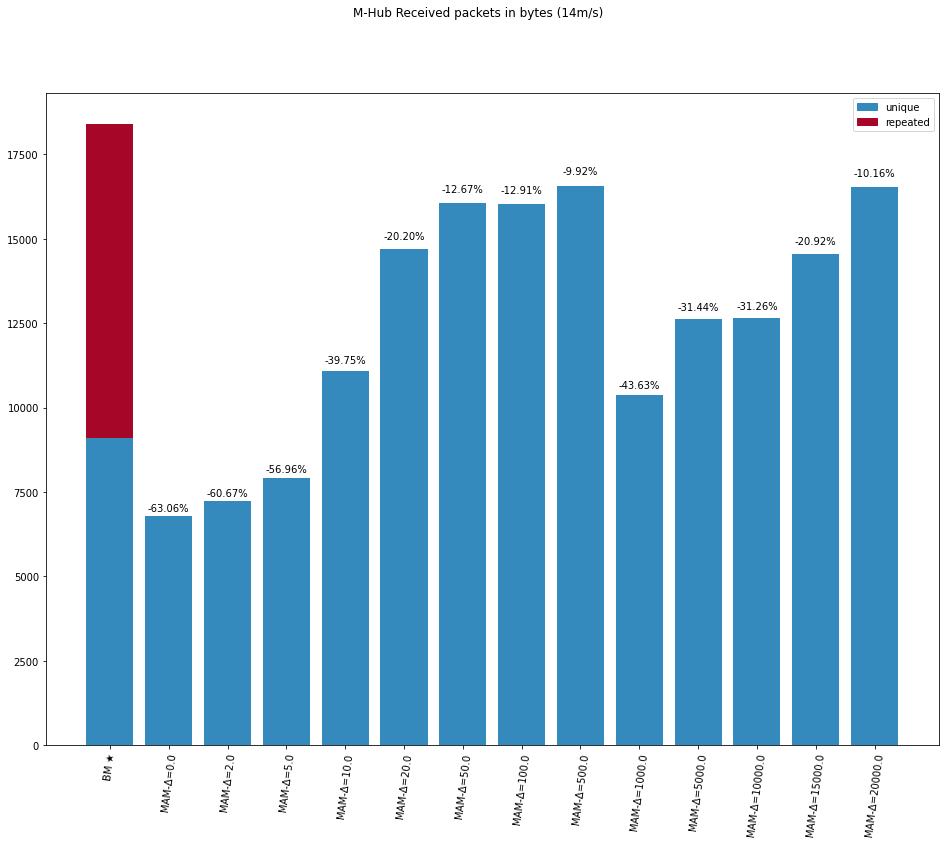 M-Hub Received packets in bytes (14m/s)
unique
repeated
17500
15000
12500
10000
7500
5000
2500
0
-63.06%
-60.67%
-56.96%
-39.75%
-20.20%
-12.67%
-12.91%
-9.92%
-43.63%
-31.44%
-31.26%
-20.92%
-10.16%
BM ★
MAM-Δ=0.0
MAM-Δ=2.0
MAM-Δ=5.0
MAM-Δ=10.0
MAM-Δ=20.0
MAM-Δ=50.0
MAM-Δ=100.0
MAM-Δ=500.0
MAM-Δ=1000.0
MAM-Δ=5000.0
MAM-Δ=10000.0
MAM-Δ=15000.0
MAM-Δ=20000.0